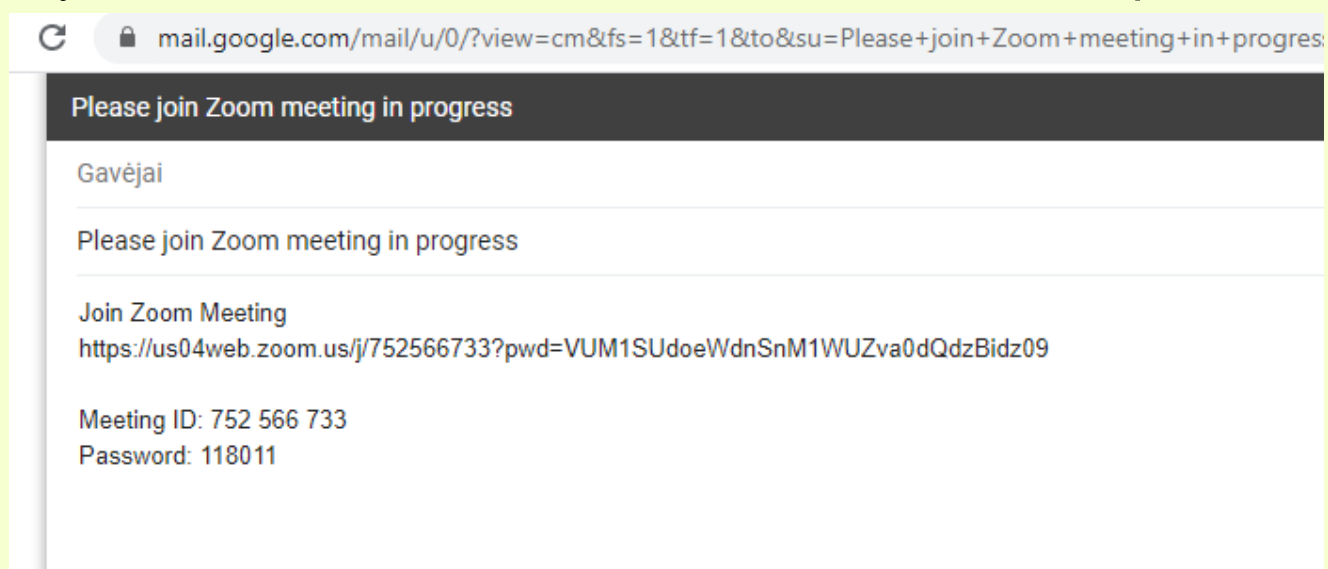 mail.google.com/mail/u/0/?view=cm&fs=1&tf=1&to&su=Please+join+Zoom+meeting+in+progres
Please join Zoom meeting in progress
Gavėjai
Please join Zoom meeting in progress
Join Zoom Meeting
https://us04web.zoom.us/j/752566733?pwd=VUM1SUdoeWdnSnM1WUZva0dQdzBidz09
Meeting ID: 752 566 733
Password: 118011